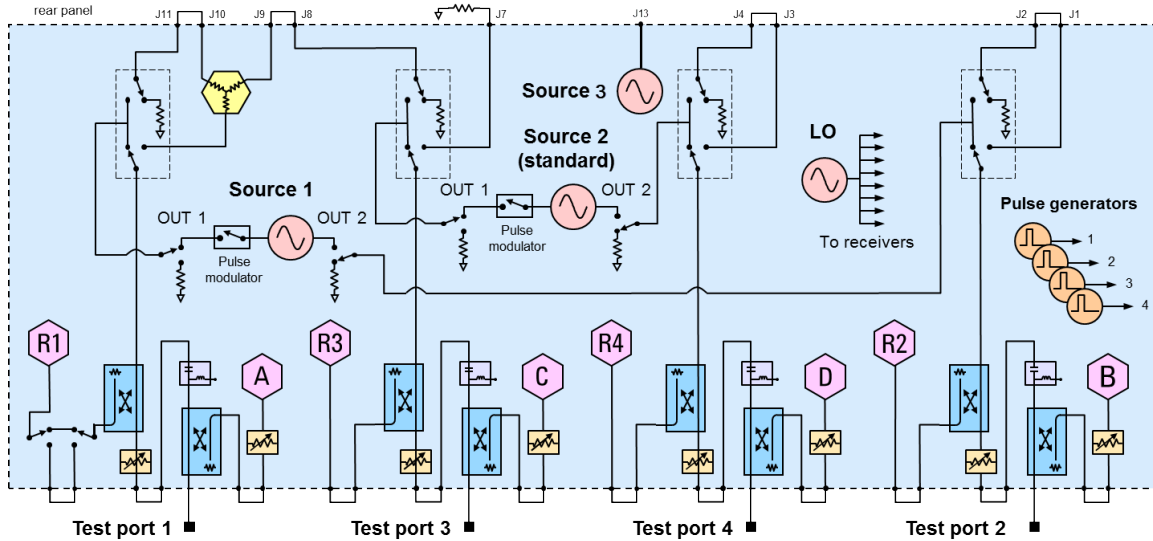 rear panel
J11 J10 J9 J8 J7 J13 J4 J3 J2 J1
Source 3
Source 2
(standard)
LO
Source 1
OUT 1
OUT 2
Pulse
modulator
OUT 1
OUT 2
Pulse
modulator
To receivers
Pulse generators
1
2
3
4
R1 A R3 C R4 D R2 B
Test port 1 Test port 3 Test port 4 Test port 2